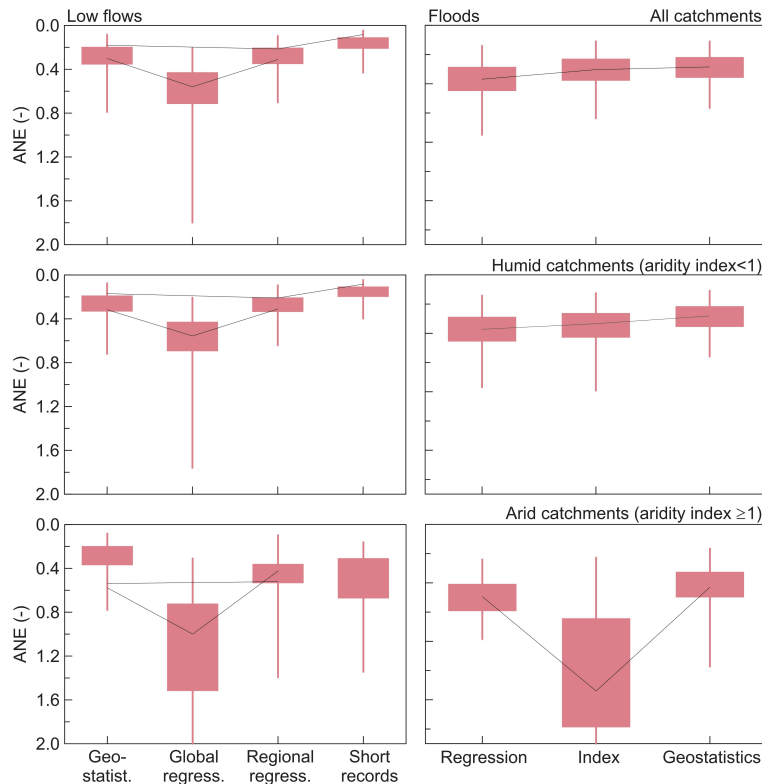 Low flows
Floods All catchments
0.0
0.4
0.8
1.2
1.6
2.0
ANE (-)
Humid catchments (aridity index<1)
0.0
0.4
0.8
1.2
1.6
2.0
ANE (-)
Arid catchments (aridity index ≥1)
0.0
0.4
0.8
1.2
1.6
2.0
ANE (-)
Geo-
statist.
Global
regress.
Regional
regress.
Short
records
Regression Index Geostatistics